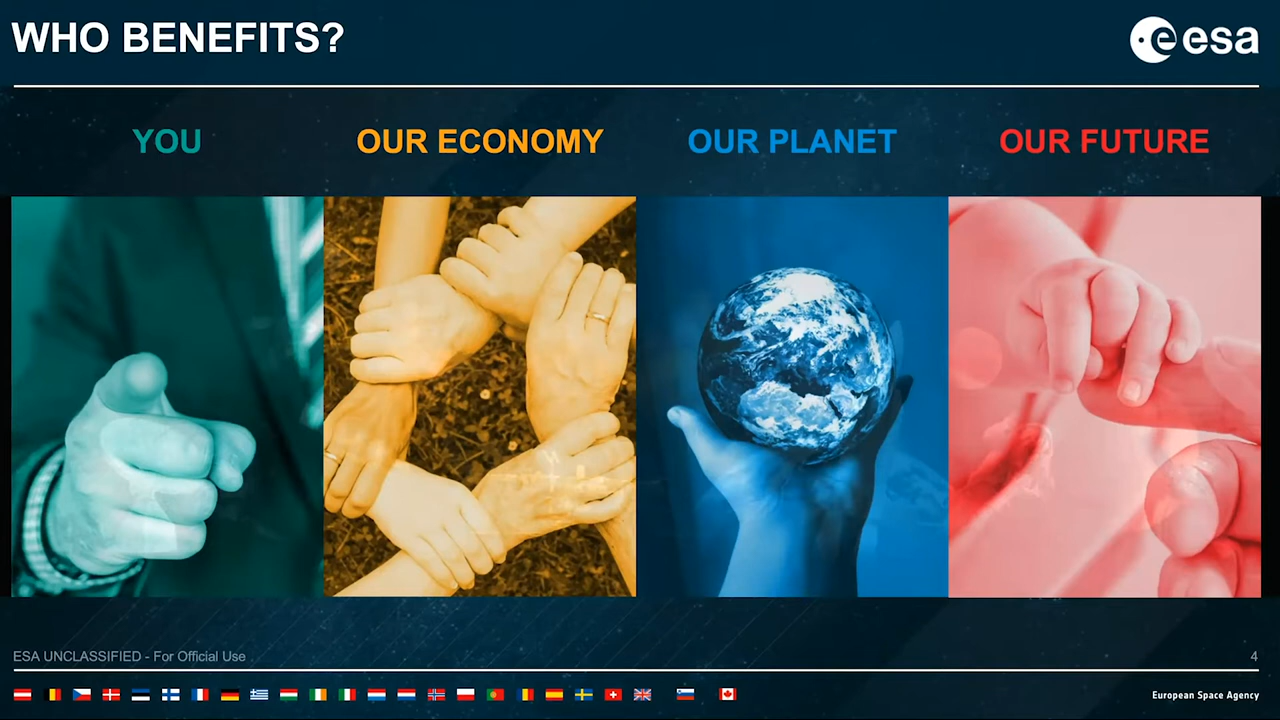 WHO BENEFITS?
esa
YOU
OUR ECONOMY
OUR PLANET
OUR FUTURE
ESA UNCLASSIFIED - For Official Use
4
European Space Agency